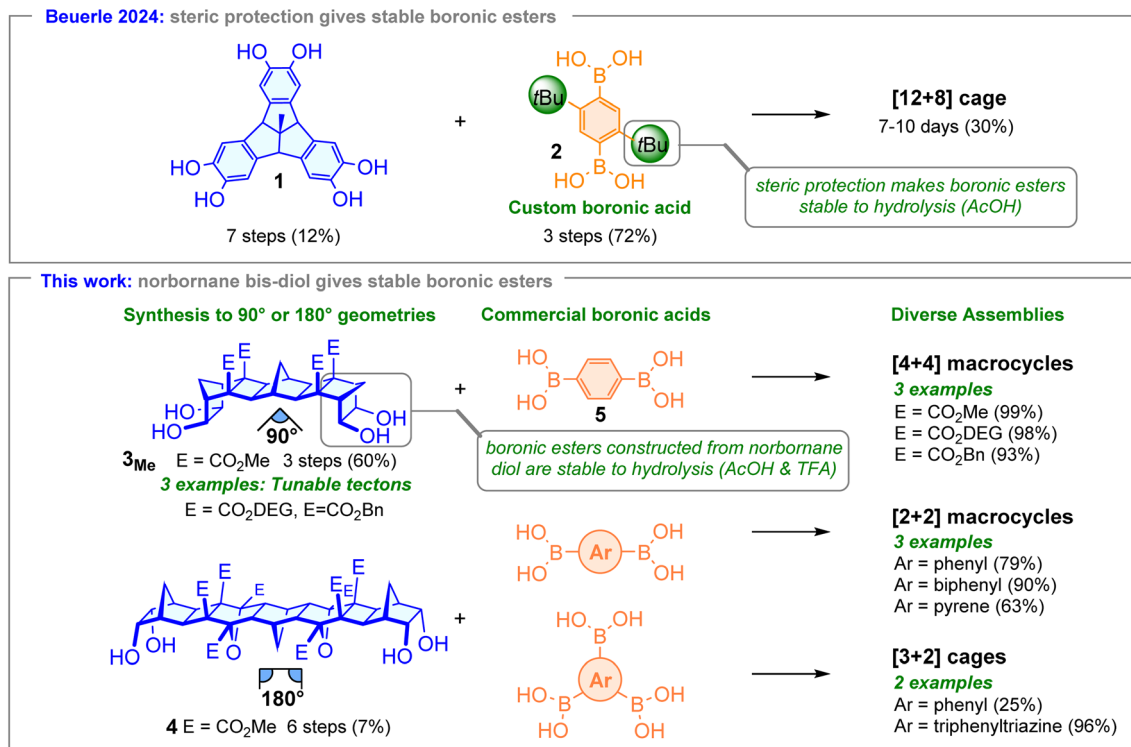 Beuerle 2024: steric protection gives stable boronic esters
HO OH
HO
HO
OH
OH
1
7 steps (12%)
+
HO OH
B
tBu
tBu
2
B
HO OH
Custom boronic acid
3 steps (72%)
[12+8] cage
7-10 days (30%)
steric protection makes boronic esters
stable to hydrolysis (AcOH)
This work: norbornane bis-diol gives stable boronic esters
Synthesis to 90° or 180° geometries
Commercial boronic acids
Diverse Assemblies
E E E E
HO
HO
OH
OH
90°
3Me E = CO2Me 3 steps (60%)
3 examples: Tunable tectons
E = CO2DEG, E=CO2Bn
+
HO
B
HO
OH
B
OH
5
boronic esters constructed from norbornane
diol are stable to hydrolysis (AcOH & TFA)
[4+4] macrocycles
3 examples
E = CO2Me (99%)
E = CO2DEG (98%)
E = CO2Bn (93%)
HO
B
HO
Ar
OH
B
OH
[2+2] macrocycles
3 examples
Ar = phenyl (79%)
Ar = biphenyl (90%)
Ar = pyrene (63%)
E E E E E E
E O E O
HO OH
OH
OH
180°
4 E = CO2Me 6 steps (7%)
+
HO OH
B
Ar
HO B
HO
B OH
OH
[3+2] cages
2 examples
Ar = phenyl (25%)
Ar = triphenyltriazine (96%)